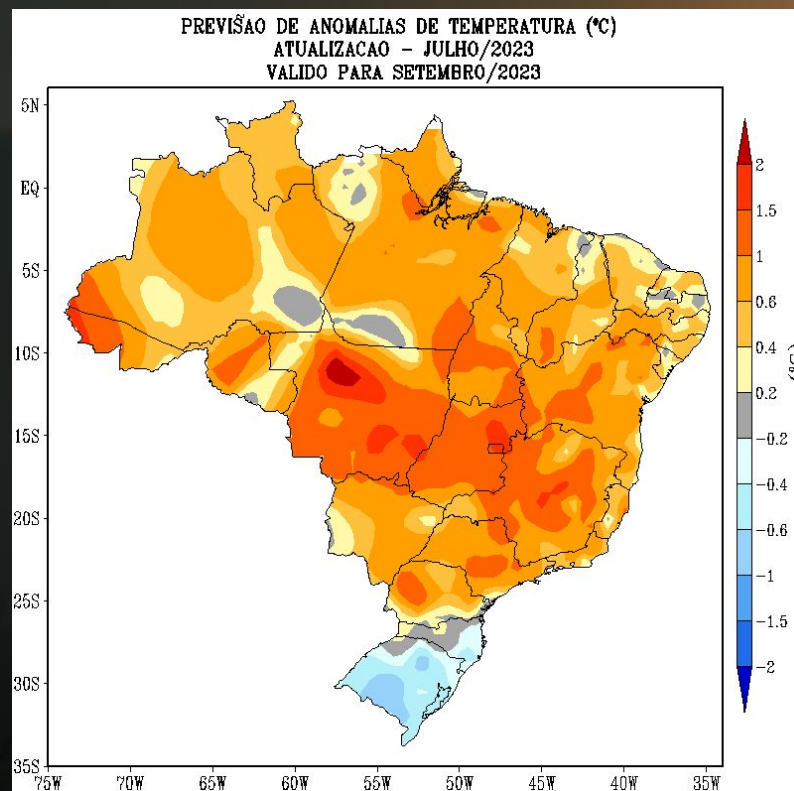 PREVISÃO DE ANOMALIAS DE TEMPERATURA (°C)
ATUALIZACAO - JULHO/2023
VALIDO PARA SETEMBRO/2023
5N
EQ
5S
10S
15S
20S
25S
30S
35S
75W 70W 65W 60W 55W 50W 45W 40W 35W
2
1.5
1
0.6
0.4
0.2
-0.2
-0.4
-0.6
-1
-1.5
-2